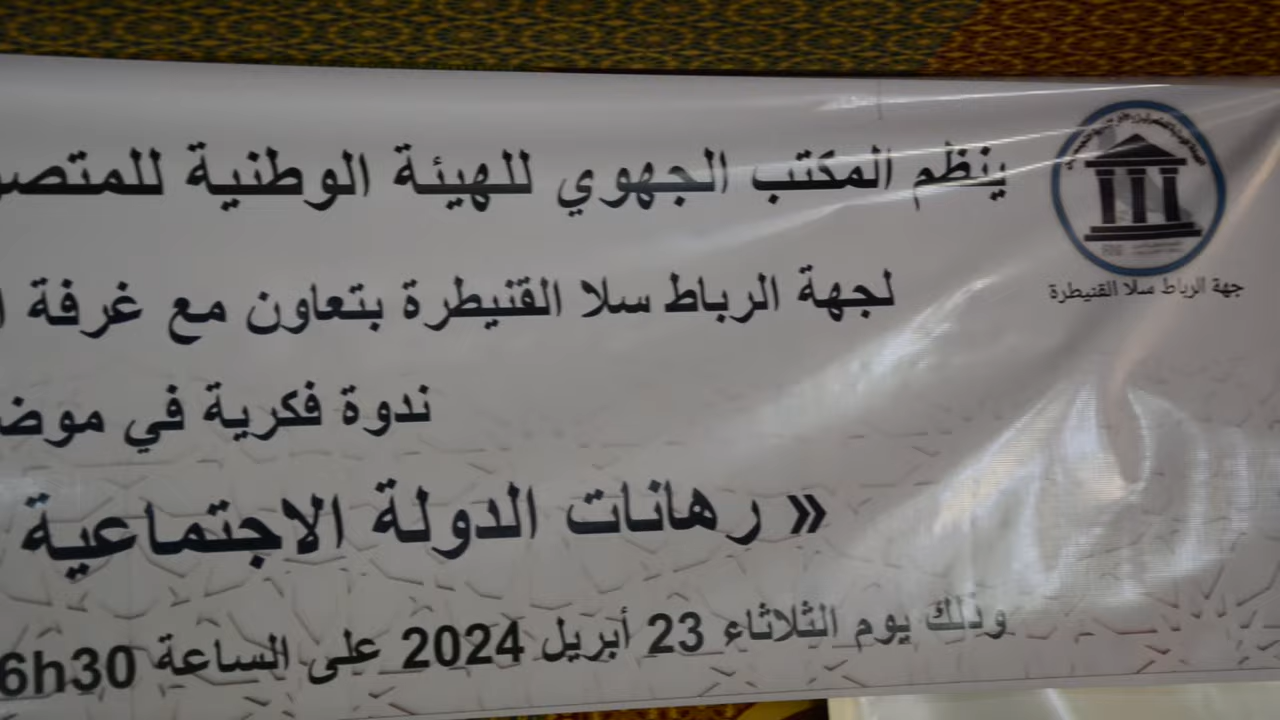 ينظم المكتب الجهوي للهيئة الوطنية للمتصر
لجهة الرباط سلا القنيطرة بتعاون مع غرفة ا
ندوة فكرية في موض
« رهانات الدولة الاجتماعية
وذلك يوم الثلاثاء 23 أبريل 2024 على الساعة 6h30
جهة الرباط سلا القنيطرة